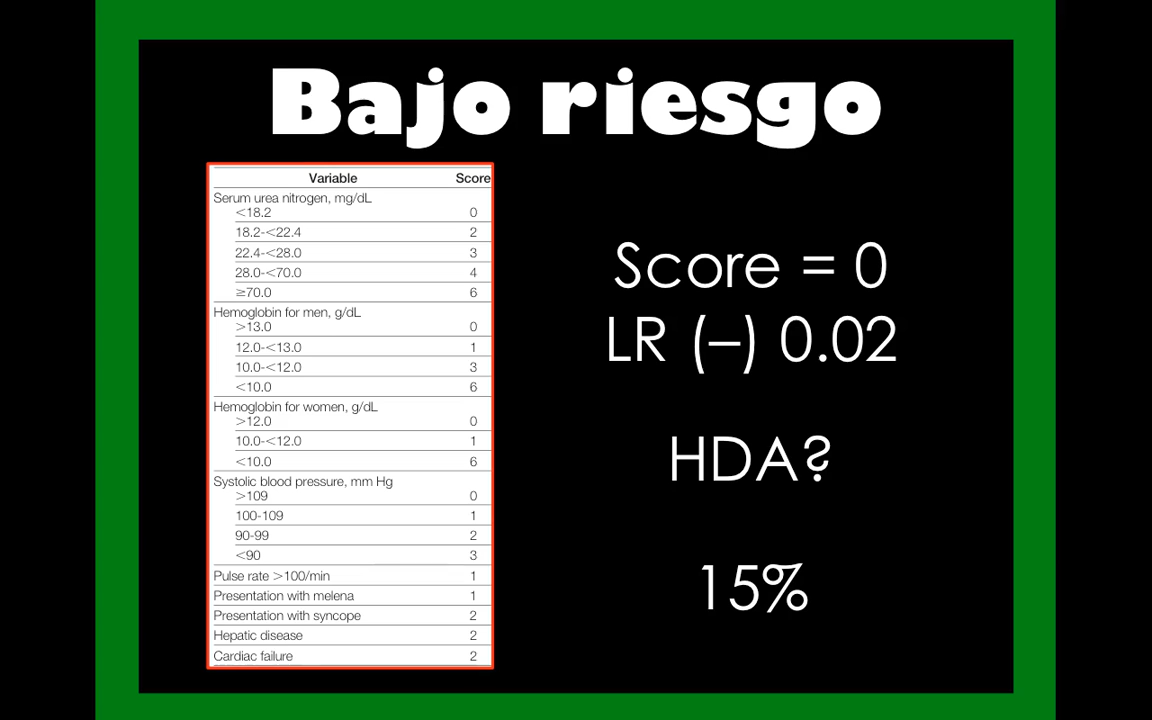 Bajo riesgo
Variable Score
Serum urea nitrogen, mg/dL
<18.2 0
18.2-<22.4 2
22.4-<28.0 3
28.0-<70.0 4
≥70.0 6
Hemoglobin for men, g/dL
>13.0 0
12.0-<13.0 1
10.0-<12.0 3
<10.0 6
Hemoglobin for women, g/dL
>12.0 0
10.0-<12.0 1
<10.0 6
Systolic blood pressure, mm Hg
>109 0
100-109 1
90-99 2
<90 3
Pulse rate >100/min 1
Presentation with melena 1
Presentation with syncope 2
Hepatic disease 2
Cardiac failure 2
Score = 0
LR (–) 0.02
HDA?
15%